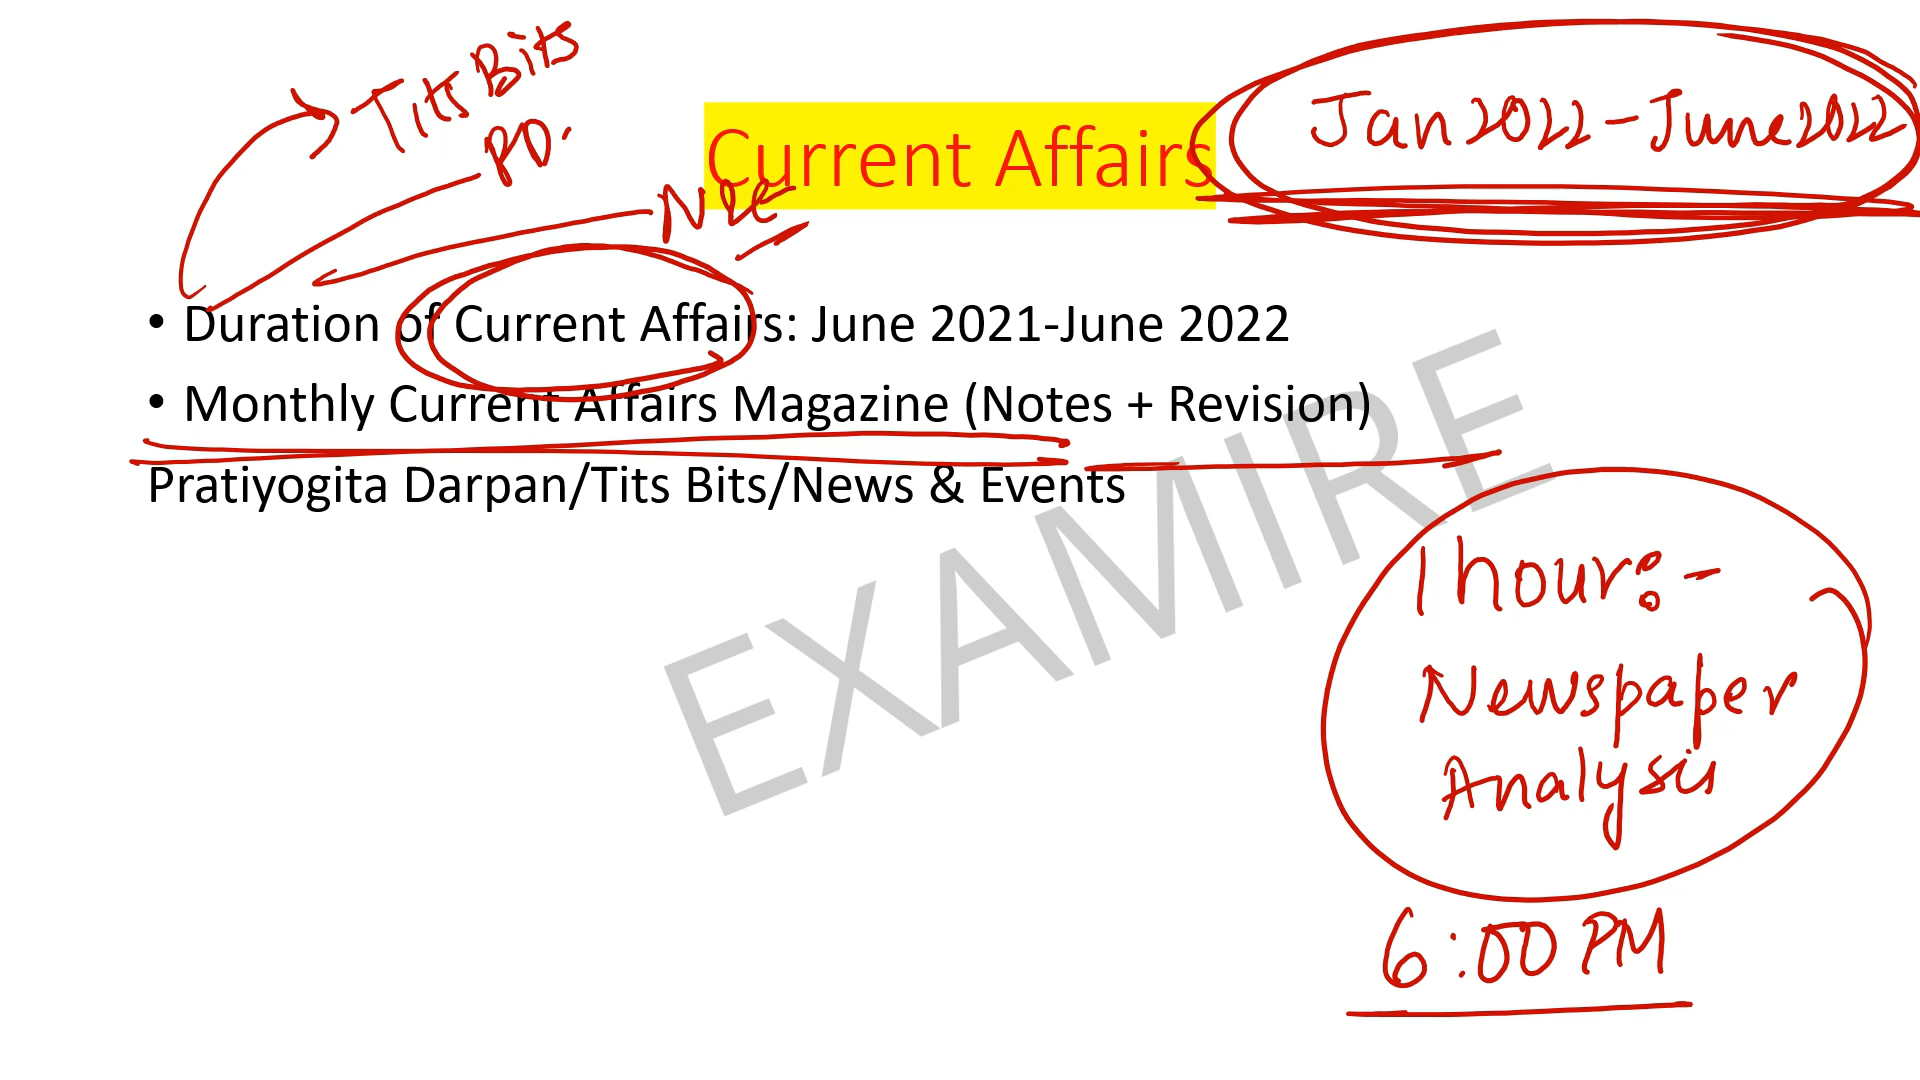 Tits Bits
PD.
Current Affairs
Jan 2022 - June 2022
• Duration of Current Affairs: June 2021-June 2022
• Monthly Current Affairs Magazine (Notes + Revision)
Pratiyogita Darpan/Tits Bits/News & Events
EXAMIRE
1 hour:-
Newspaper
Analysis
6:00 PM